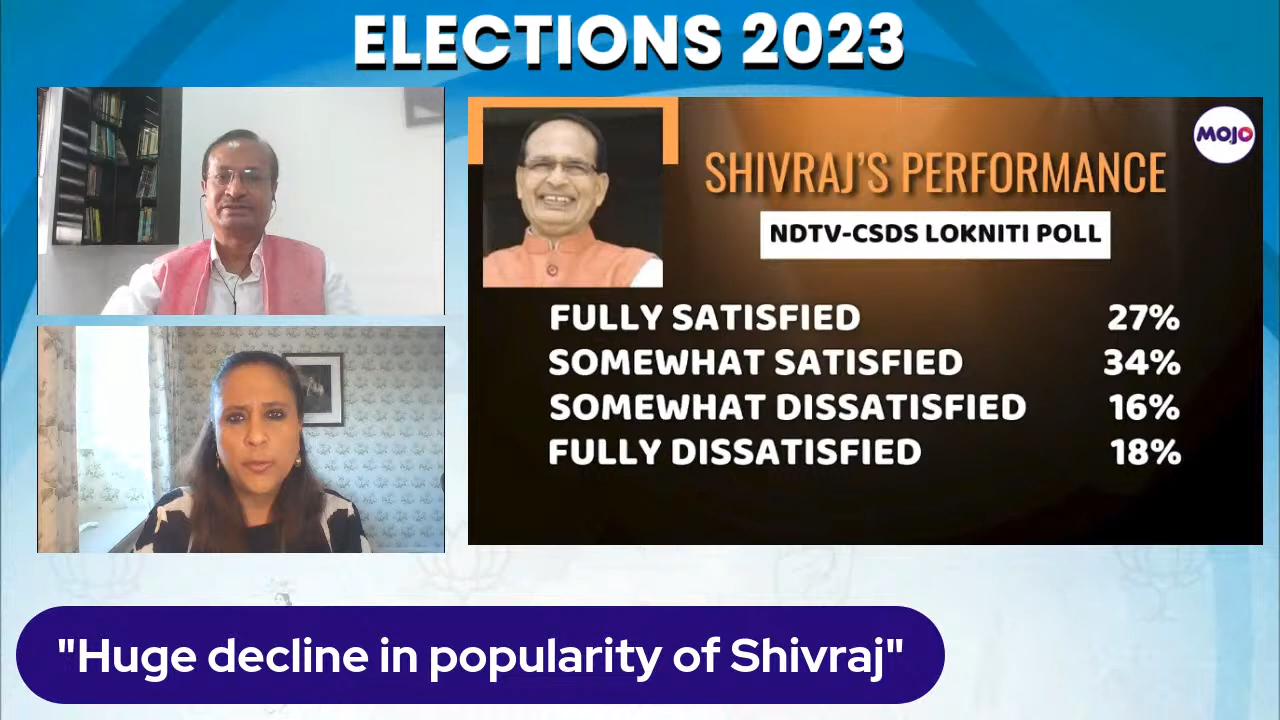 ELECTIONS 2023
MOJO
SHIVRAJ'S PERFORMANCE
NDTV-CSDS LOKNITI POLL
FULLY SATISFIED 27%
SOMEWHAT SATISFIED 34%
SOMEWHAT DISSATISFIED 16%
FULLY DISSATISFIED 18%
"Huge decline in popularity of Shivraj"